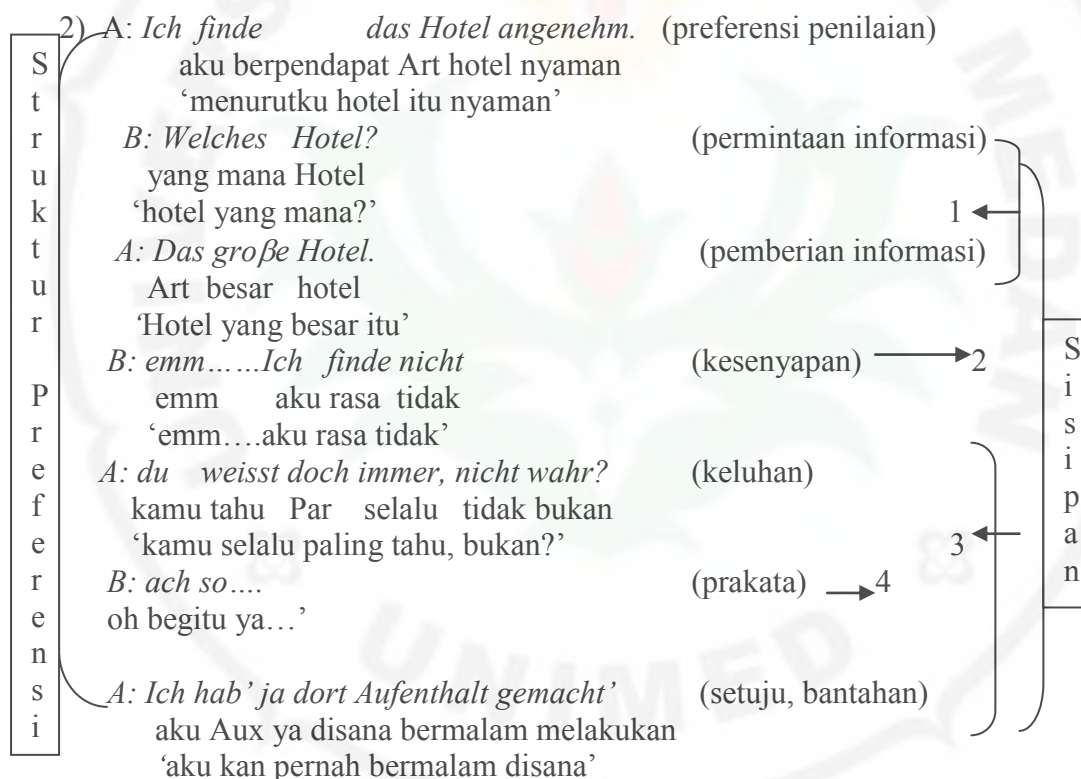 2) A: Ich finde das Hotel angenehm. (preferensi penilaian)
aku berpendapat Art hotel nyaman
‘menurutku hotel itu nyaman’
B: Welches Hotel? (permintaan informasi)
yang mana Hotel
‘hotel yang mana?’ 1
A: Das groβe Hotel. (pemberian informasi)
Art besar hotel
‘Hotel yang besar itu’
B: emm……Ich finde nicht (kesenyapan) 2
emm aku rasa tidak
‘emm….aku rasa tidak’
A: du weisst doch immer, nicht wahr? (keluhan)
kamu tahu Par selalu tidak bukan
‘kamu selalu paling tahu, bukan?’ 3
B: ach so…. (prakata) 4
oh begitu ya…’
A: Ich hab’ ja dort Aufenthalt gemacht’ (setuju, bantahan)
aku Aux ya disana bermalam melakukan
‘aku kan pernah bermalam disana’
Struktur Preferensi
Sisipan
UNIMED
MEDAN